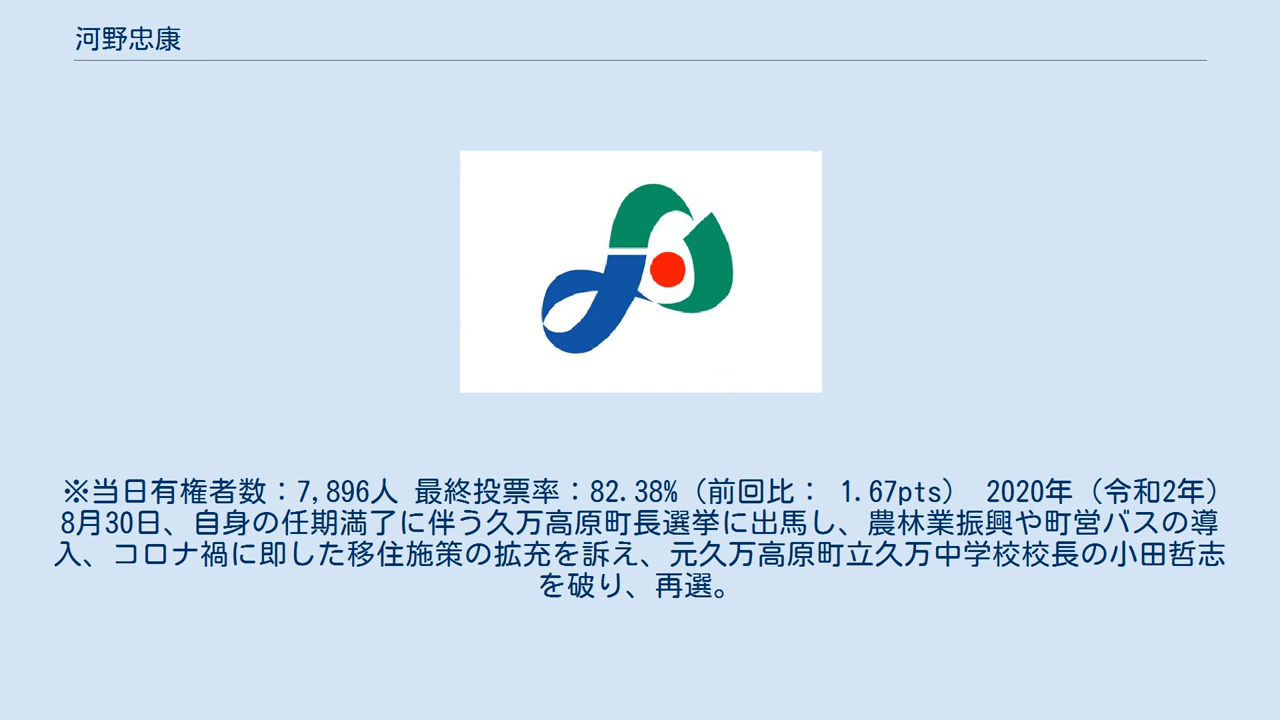 河野忠康
※当日有権者数：7,896人 最終投票率：82.38%（前回比： 1.67pts） 2020年（令和2年）
8月30日、自身の任期満了に伴う久万高原町長選挙に出馬し、農林業振興や町営バスの導
入、コロナ禍に即した移住施策の拡充を訴え、元久万高原町立久万中学校校長の小田哲志
を破り、再選。